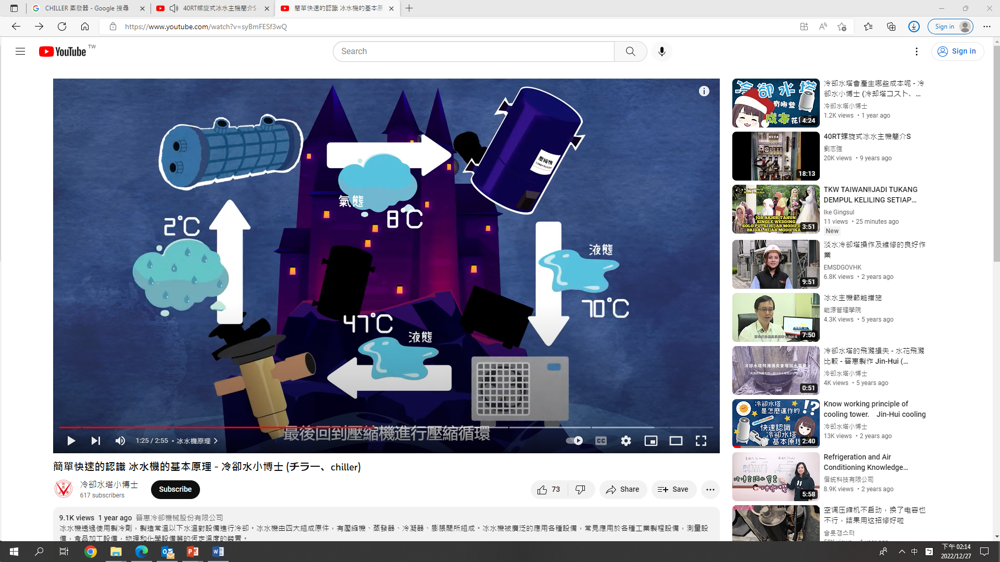 CHILLER 蒸發器 - Google 搜尋
40RT螺旋式冰水主機簡介S
簡單快速的認識 冰水機的基本原
https://www.youtube.com/watch?v=syBmFESf3wQ
Sign in
YouTube TW
Search
Sign in
壓縮機
Compressor
氣態
8°C
2°C
液態
70°C
47°C
液態
最後回到壓縮機進行壓縮循環
1:25 / 2:55 • 冰水機原理
CC
簡單快速的認識 冰水機的基本原理 - 冷卻水小博士 (チラー、chiller)
冷卻水塔小博士
617 subscribers
Subscribe
73
Share
Save
9.1K views 1 year ago 晉惠冷卻機械股份有限公司
冰水機透過使用製冷劑，製造常溫以下水溫對設備進行冷卻。冰水機由四大組成原件，有壓縮機、蒸發器、冷凝器、膨脹閥所組成。冰水機被廣泛的應用各種設備，常見應用於各種工業製程設備，測量設
備，食品加工設備，物理和化學設備等的恆定溫度的裝置。
冷卻水塔
有哪些
成本花
4:24
冷卻水塔會產生哪些成本呢 - 冷
卻水小博士 (冷却塔コスト、...
冷卻水塔小博士
1.2K views • 1 year ago
18:13
40RT螺旋式冰水主機簡介S
劉志強
20K views • 9 years ago
JOB AKHIR TAHUN
SINGLE WEDDING
SOLO PUTRI HIJAB MODIFI
BRIDAL HIJAB MODIFIKA
3:51
TKW TAIWAN!!JADI TUKANG
DEMPUL KELILING SETIAP...
Ike Gingsul
11 views • 25 minutes ago
New
9:51
淡水冷卻塔操作及維修的良好作
業
EMSDGOVHK
6.8K views • 2 years ago
7:50
冰水主機節能措施
能源管理學院
4.3K views • 5 years ago
冷卻水塔飛濺損失會增加水電費
0:51
冷卻水塔的飛濺損失 - 水花飛濺
比較 - 晉惠製作 Jin-Hui (...
冷卻水塔小博士
4K views • 5 years ago
冷卻水塔
是怎麼運作的
!?
快速認識
冷卻水塔
基本原理
2:40
Know working principle of
cooling tower. Jin-Hui cooling
冷卻水塔小博士
13K views • 2 years ago
冷凍空調小學堂
冰水機
5:58
Refrigeration and Air
Conditioning Knowledge...
偕統科技有限公司
8.9K views • 2 years ago
空调压缩机不启动，换了电容也
不行，结果用这招修好啦
슬롯갱스터
中
下午 02:14
2022/12/27